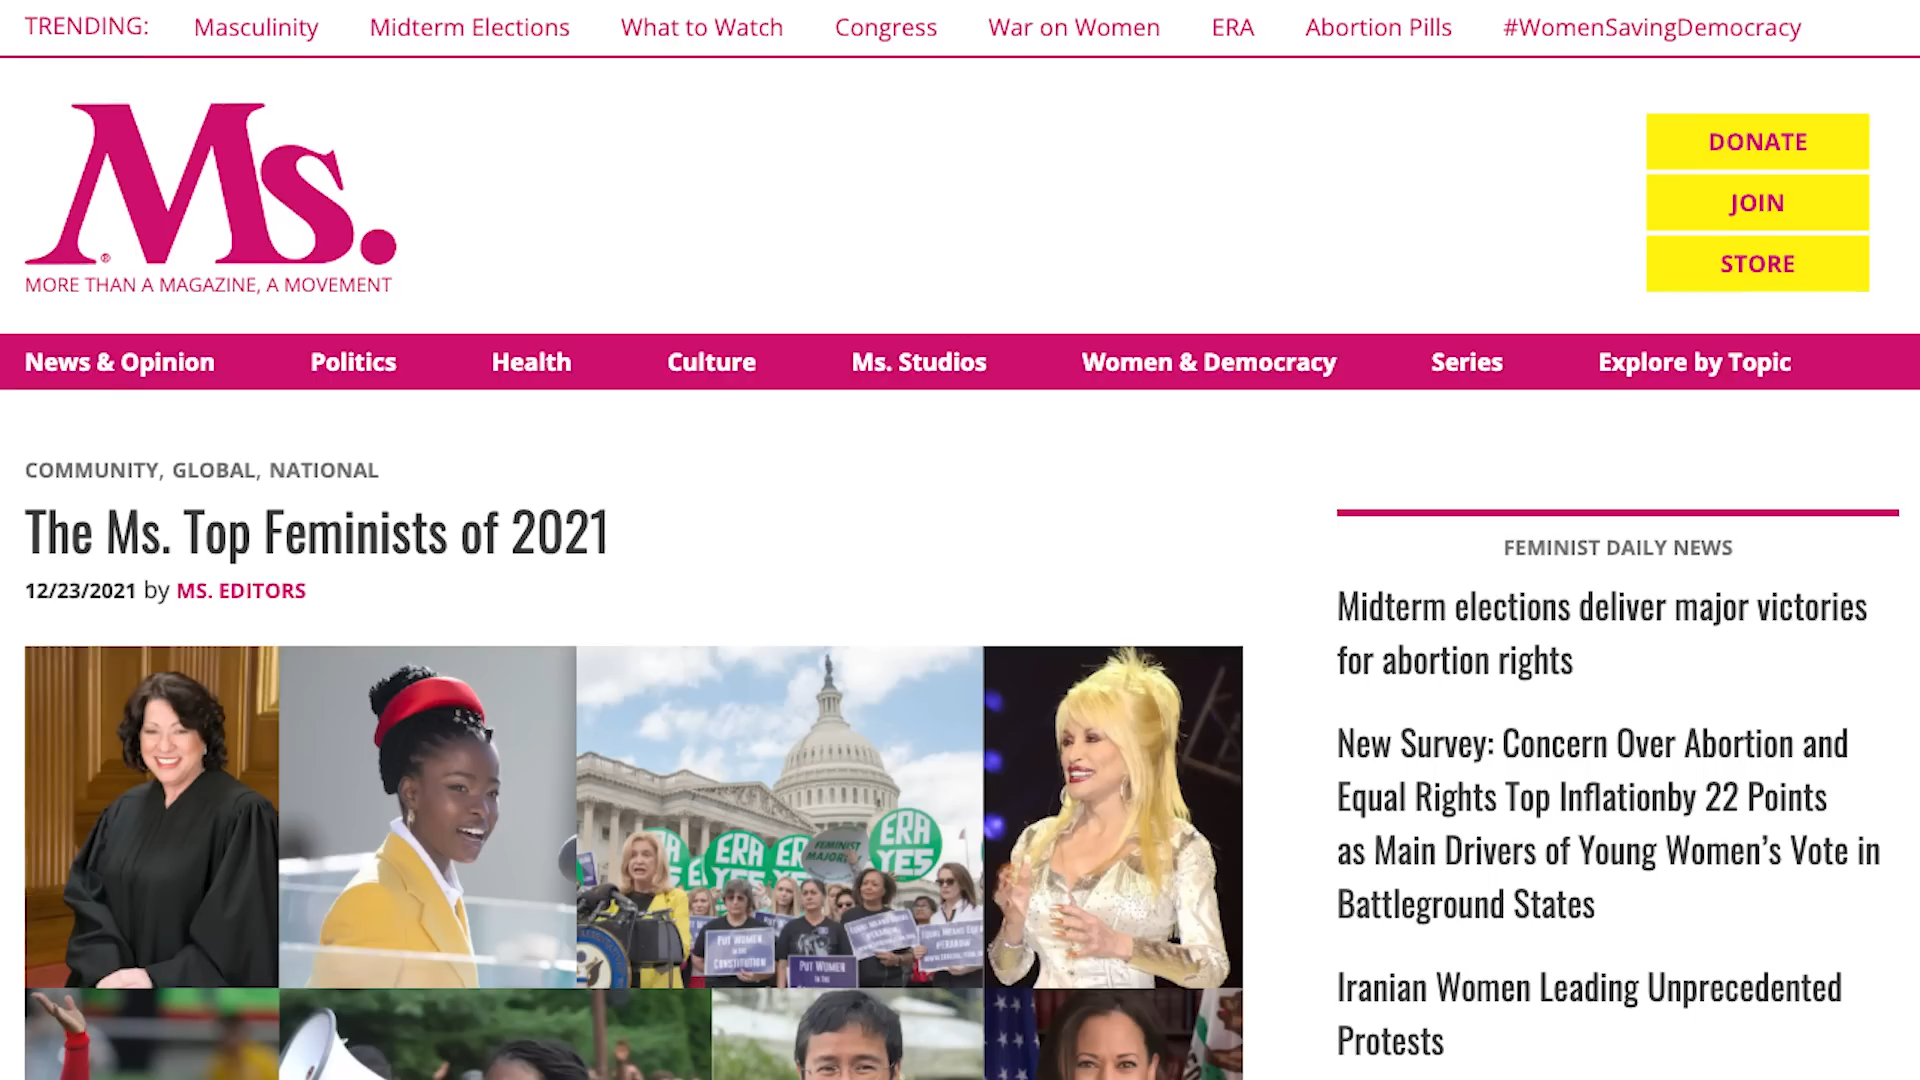 TRENDING: Masculinity Midterm Elections What to Watch Congress War on Women ERA Abortion Pills #WomenSavingDemocracy
Ms.
®
MORE THAN A MAGAZINE, A MOVEMENT
DONATE
JOIN
STORE
News & Opinion Politics Health Culture Ms. Studios Women & Democracy Series Explore by Topic
COMMUNITY, GLOBAL, NATIONAL
The Ms. Top Feminists of 2021
12/23/2021 by MS. EDITORS
ERA
ERA
YES
FEMINIST
PUT WOMEN
IN THE
CONSTITUTION
PUT WOMEN
IN THE
FEMINIST DAILY NEWS
Midterm elections deliver major victories
for abortion rights
New Survey: Concern Over Abortion and
Equal Rights Top Inflationby 22 Points
as Main Drivers of Young Women’s Vote in
Battleground States
Iranian Women Leading Unprecedented
Protests